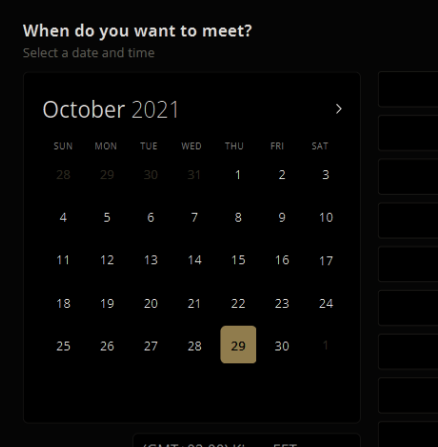 When do you want to meet?
Select a date and time
October 2021
SUN MON TUE WED THU FRI SAT
28 29 30 31 1 2 3
4 5 6 7 8 9 10
11 12 13 14 15 16 17
18 19 20 21 22 23 24
25 26 27 28 29 30 1